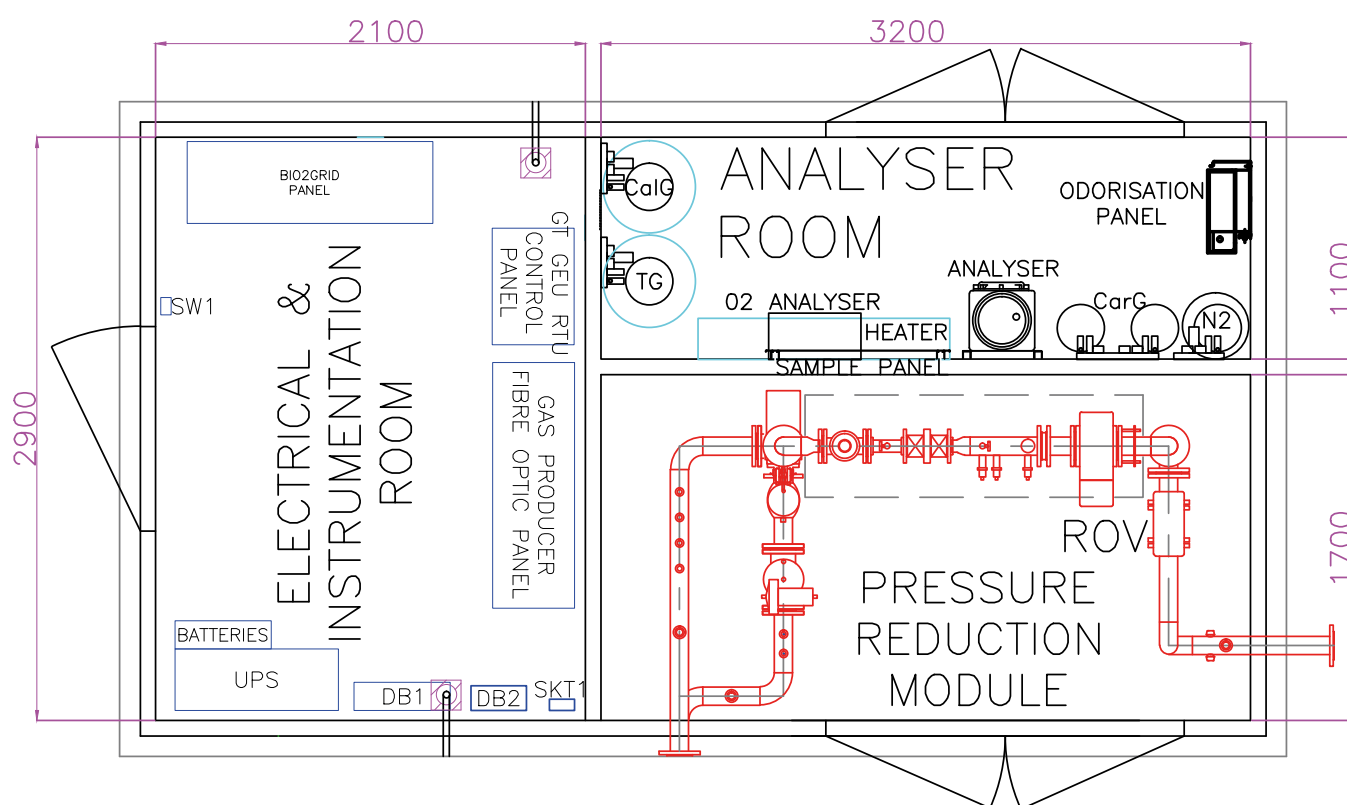 2100
3200
BIO2GRID
PANEL
CalG
ANALYSER
ROOM
ODORISATION
PANEL
GT GEU RTU
CONTROL
PANEL
TG
ANALYSER
SW1
O2 ANALYSER
CarG
N2
HEATER
SAMPLE PANEL
1100
ELECTRICAL &
INSTRUMENTATION
ROOM
GAS PRODUCER
FIBRE OPTIC PANEL
2900
ROV
1700
PRESSURE
REDUCTION
MODULE
BATTERIES
UPS
DB1
DB2
SKT1